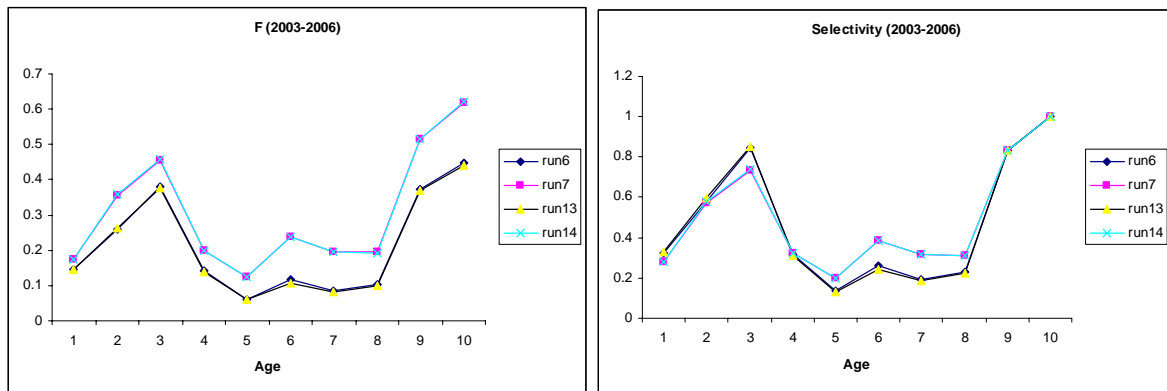 F (2003-2006)
0.7
0.6
0.5
0.4
0.3
0.2
0.1
0
1 2 3 4 5 6 7 8 9 10
Age
run6
run7
run13
run14
Selectivity (2003-2006)
1.2
1
0.8
0.6
0.4
0.2
0
1 2 3 4 5 6 7 8 9 10
Age
run6
run7
run13
run14